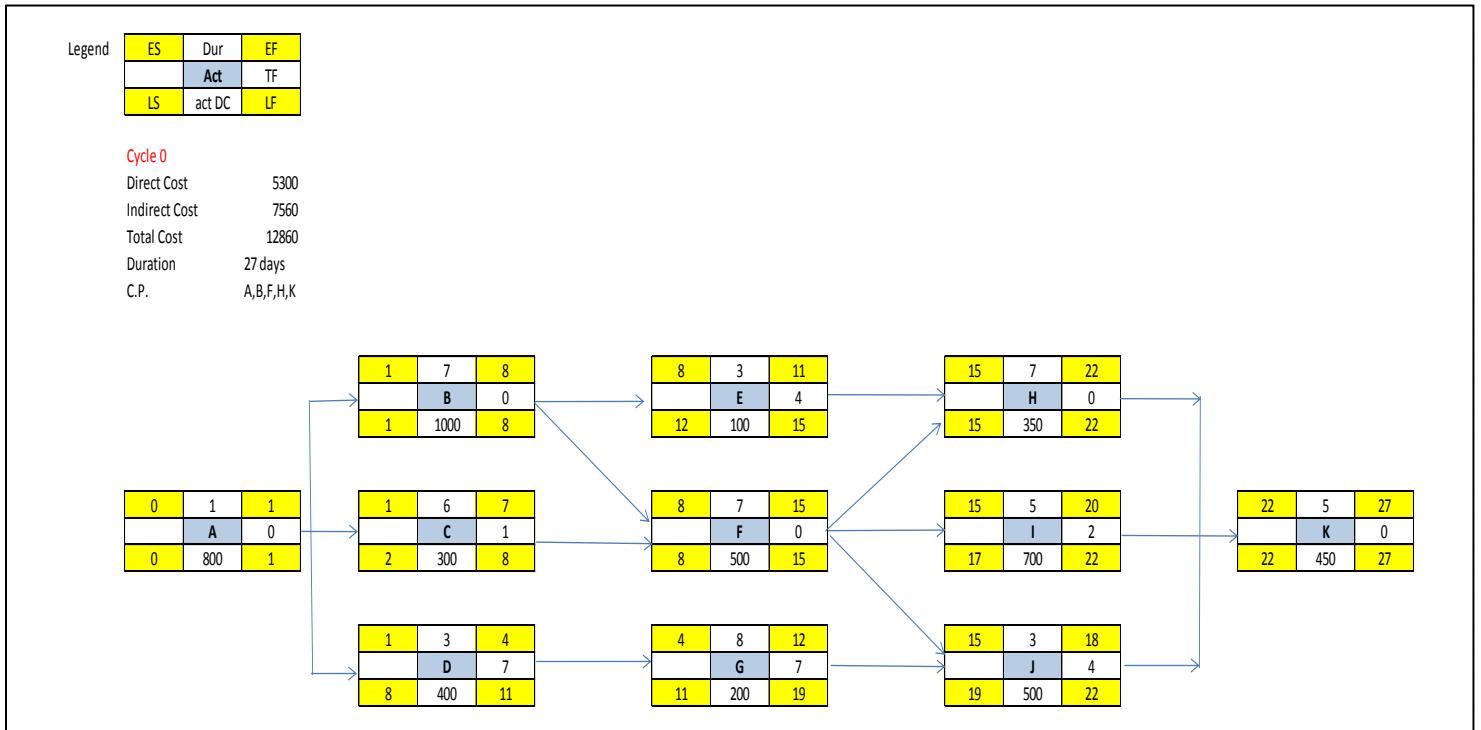 Legend ES Dur EF
Act TF
LS act DC LF
Cycle 0
Direct Cost 5300
Indirect Cost 7560
Total Cost 12860
Duration 27 days
C.P. A,B,F,H,K
1 7 8 8 3 11 15 7 22
B 0 E 4 H 0
1 1000 8 12 100 15 15 350 22
0 1 1 1 6 7 8 7 15 15 5 20 22 5 27
A 0 C 1 F 0 I 2 K 0
0 800 1 2 300 8 8 500 15 17 700 22 22 450 27
1 3 4 4 8 12 15 3 18
D 7 G 7 J 4
8 400 11 11 200 19 19 500 22